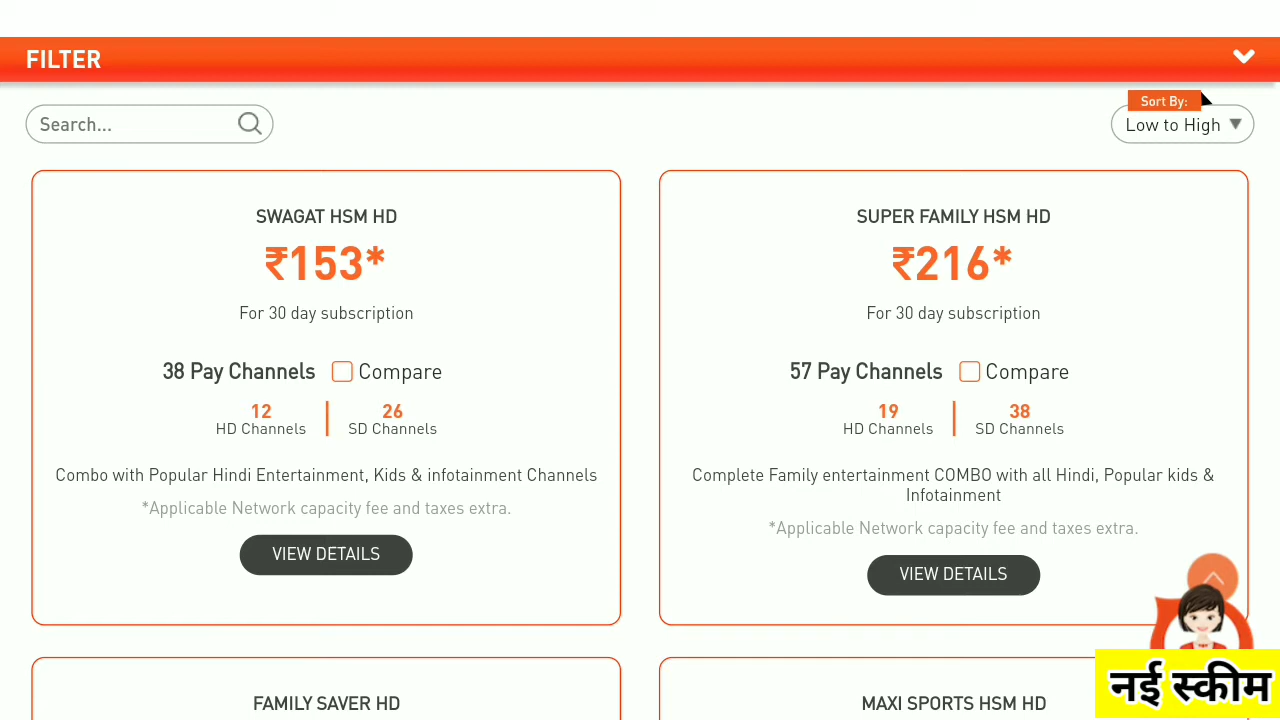 FILTER
Search...
Sort By:
Low to High
SWAGAT HSM HD
₹153*
For 30 day subscription
38 Pay Channels Compare
12 26
HD Channels SD Channels
Combo with Popular Hindi Entertainment, Kids & infotainment Channels
*Applicable Network capacity fee and taxes extra.
VIEW DETAILS
SUPER FAMILY HSM HD
₹216*
For 30 day subscription
57 Pay Channels Compare
19 38
HD Channels SD Channels
Complete Family entertainment COMBO with all Hindi, Popular kids &
Infotainment
*Applicable Network capacity fee and taxes extra.
VIEW DETAILS
FAMILY SAVER HD
MAXI SPORTS HSM HD
नई स्कीम